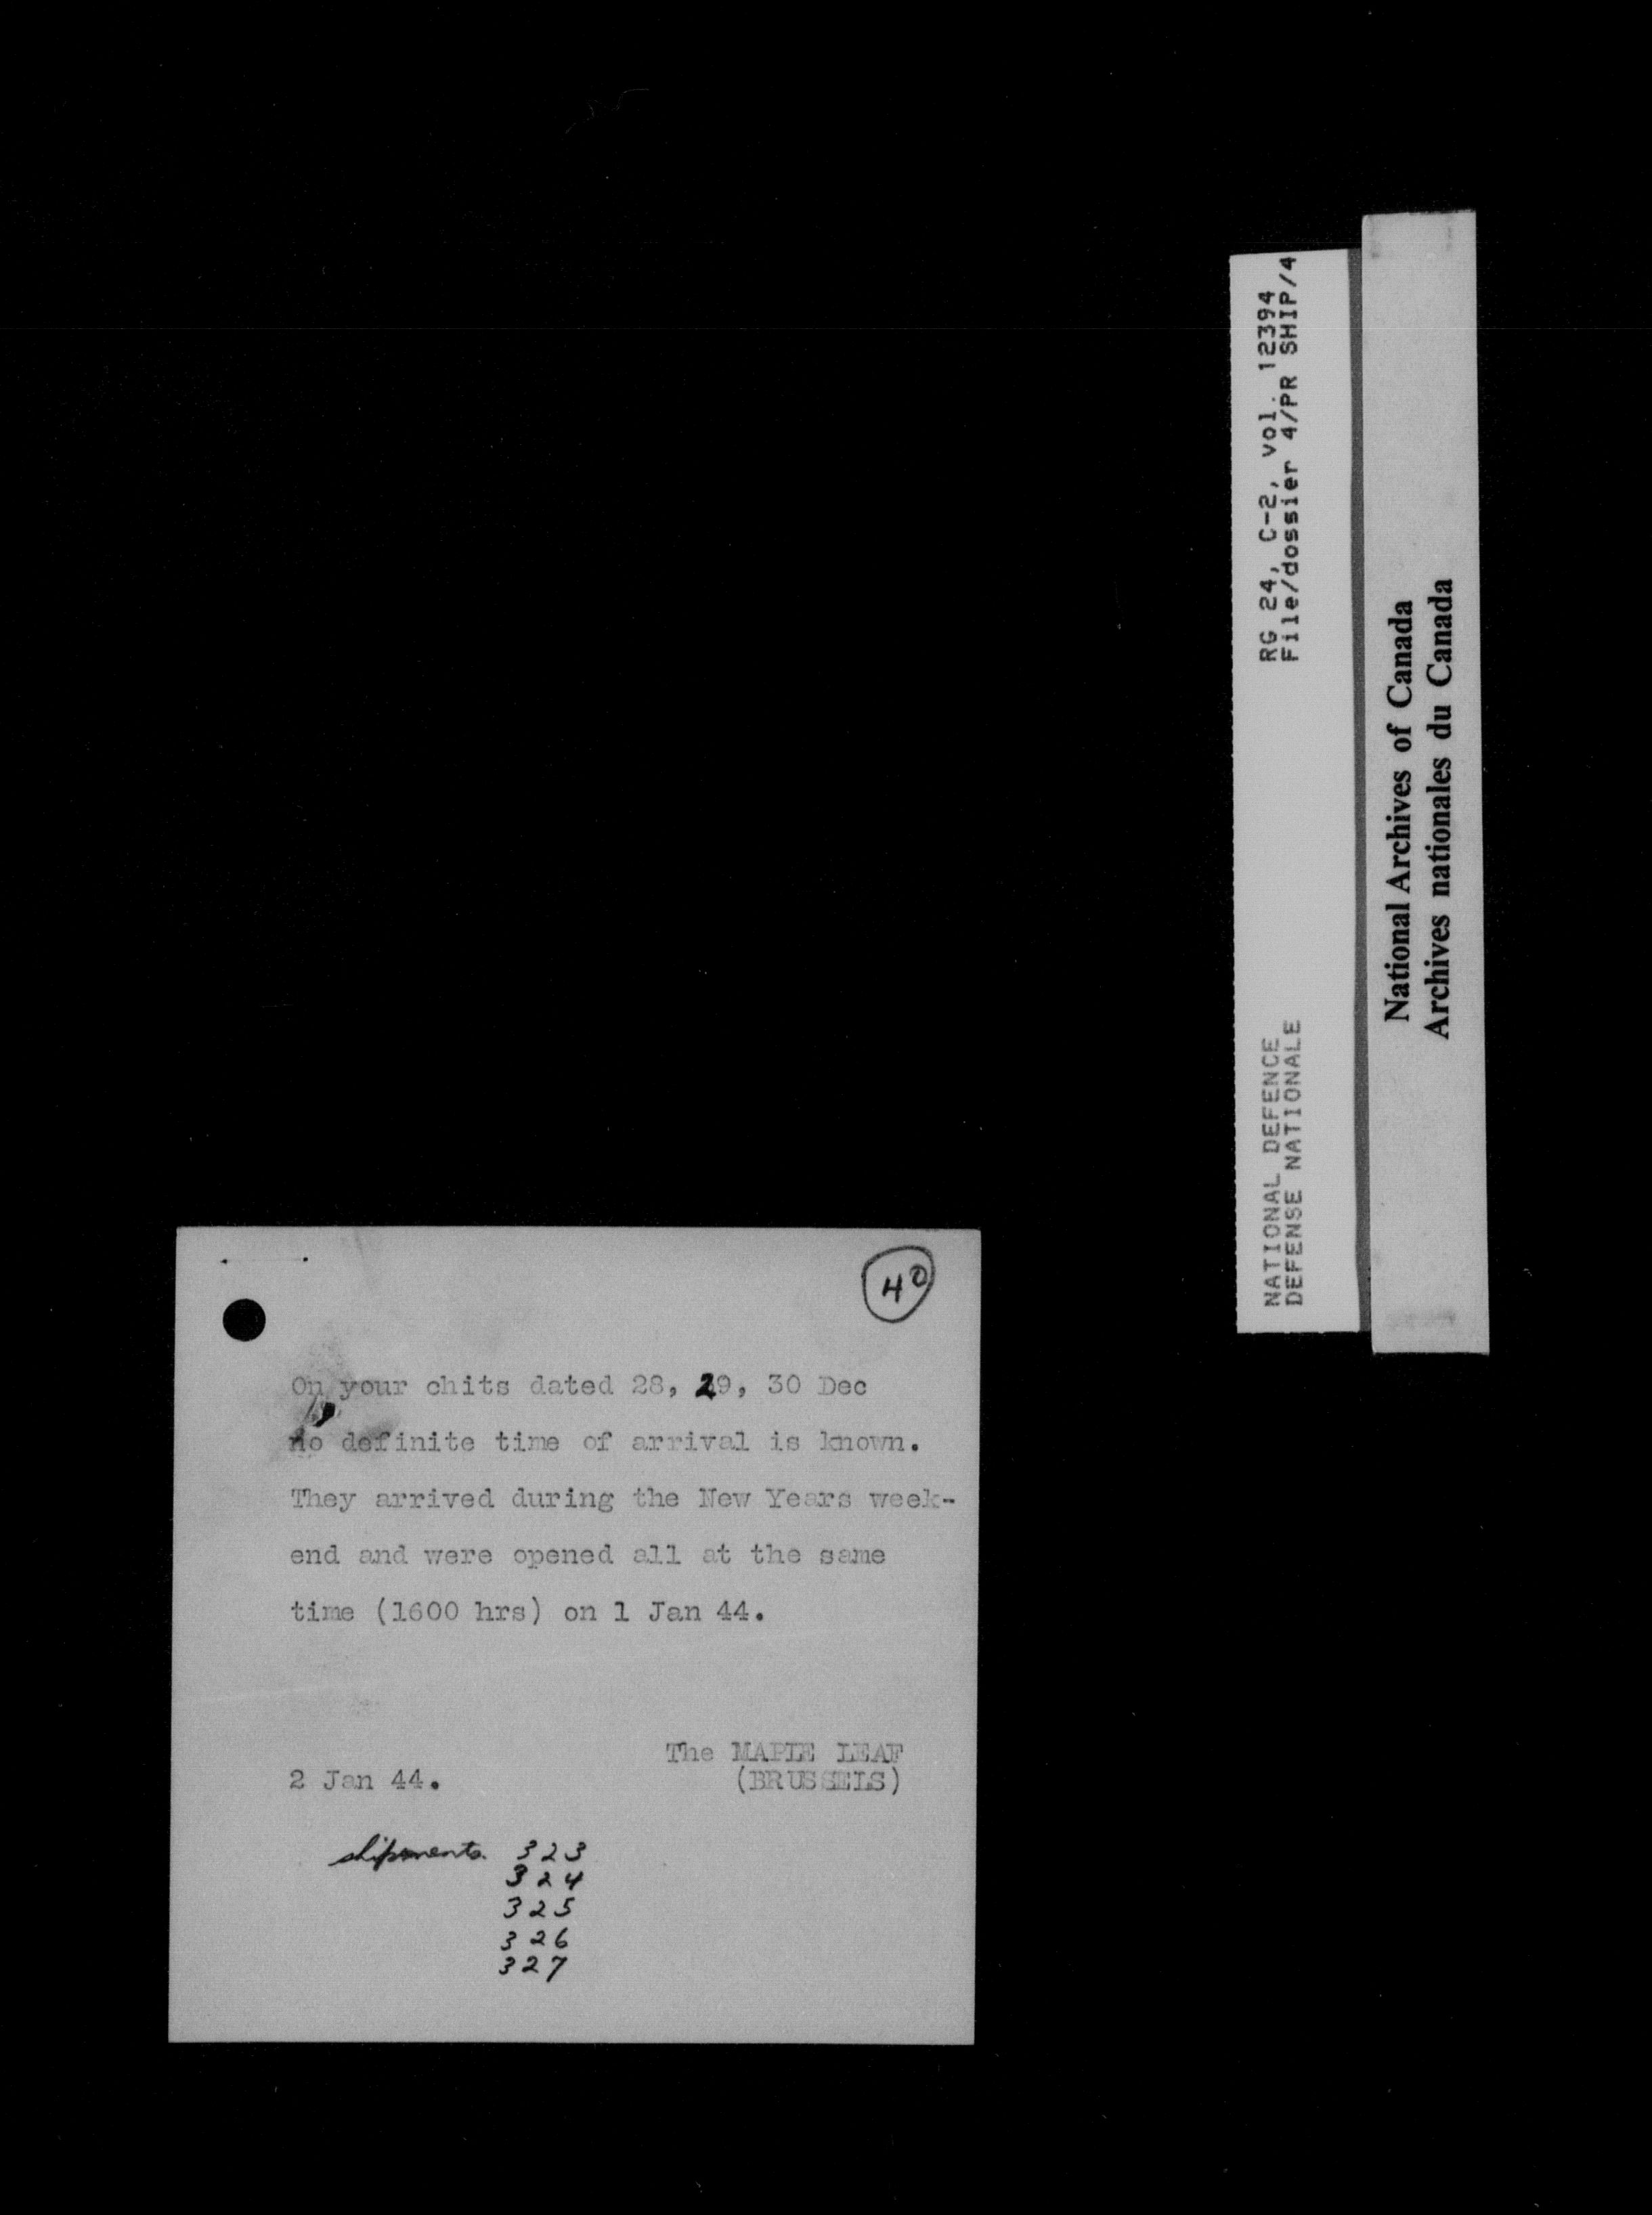 RG 24, C-2, vol. 12394
File/dossier 4/PR SHIP/4
NATIONAL DEFENCE
DEFENSE NATIONALE
National Archives of Canada
Archives nationales du Canada
40
On your chits dated 28, 29, 30 Dec
no definite time of arrival is known.
They arrived during the New Years week-
end and were opened all at the same
time (1600 hrs) on 1 Jan 44.
The MAPLE LEAF
(BRUSSELS)
2 Jan 44.
shipments 323
324
325
326
327